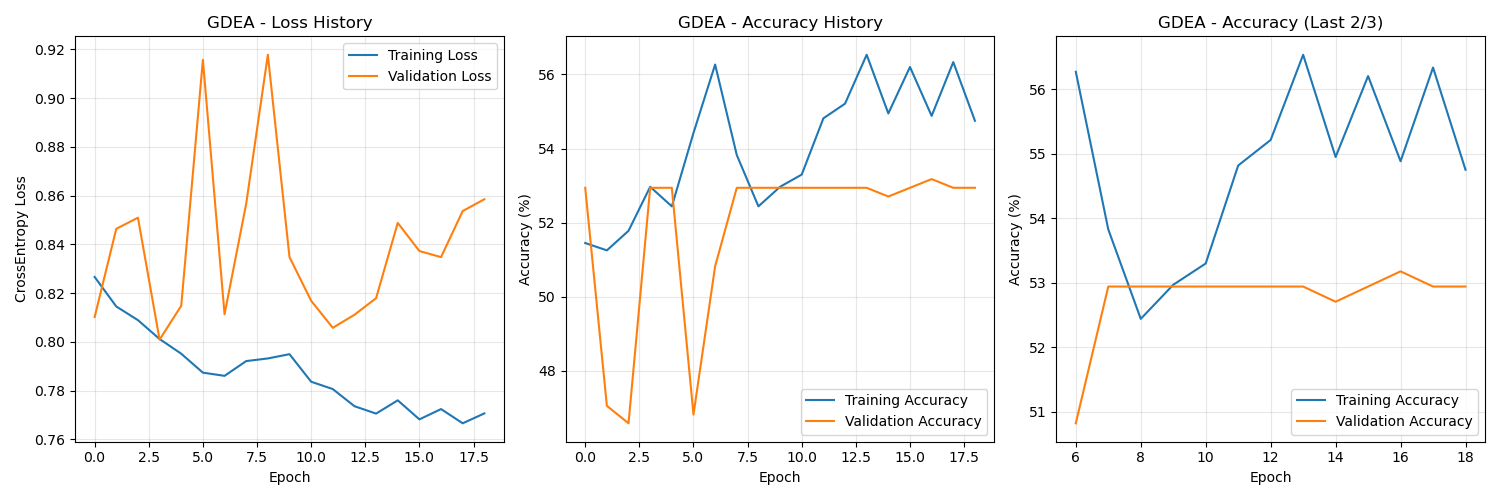 GDEA - Loss History
CrossEntropy Loss
0.92
0.90
0.88
0.86
0.84
0.82
0.80
0.78
0.76
Training Loss
Validation Loss
0.0 2.5 5.0 7.5 10.0 12.5 15.0 17.5
Epoch
GDEA - Accuracy History
Accuracy (%)
56
54
52
50
48
Training Accuracy
Validation Accuracy
0.0 2.5 5.0 7.5 10.0 12.5 15.0 17.5
Epoch
GDEA - Accuracy (Last 2/3)
Accuracy (%)
56
55
54
53
52
51
Training Accuracy
Validation Accuracy
6 8 10 12 14 16 18
Epoch